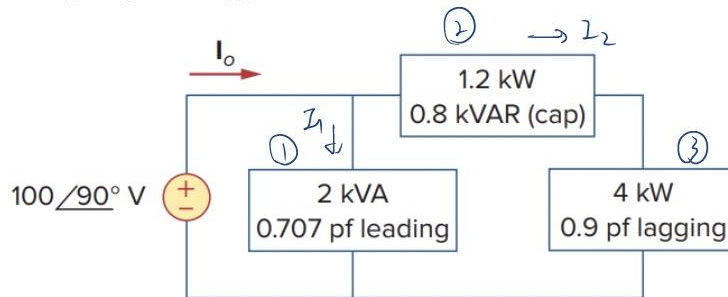 ② → I₂
Iₒ
1.2 kW
0.8 kVAR (cap)
① I₁ ↓
③
100 /90° V
+
−
2 kVA
0.707 pf leading
4 kW
0.9 pf lagging